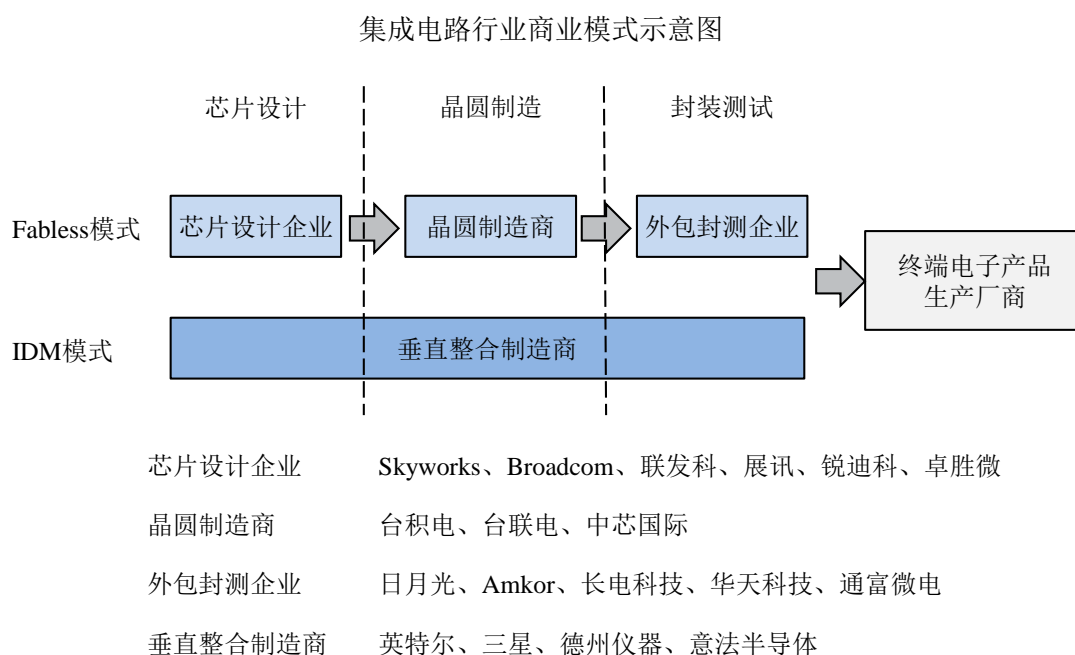 集成电路行业商业模式示意图
芯片设计
晶圆制造
封装测试
Fabless模式
芯片设计企业
晶圆制造商
外包封测企业
终端电子产品
生产厂商
IDM模式
垂直整合制造商
芯片设计企业 Skyworks、Broadcom、联发科、展讯、锐迪科、卓胜微
晶圆制造商 台积电、台联电、中芯国际
外包封测企业 日月光、Amkor、长电科技、华天科技、通富微电
垂直整合制造商 英特尔、三星、德州仪器、意法半导体